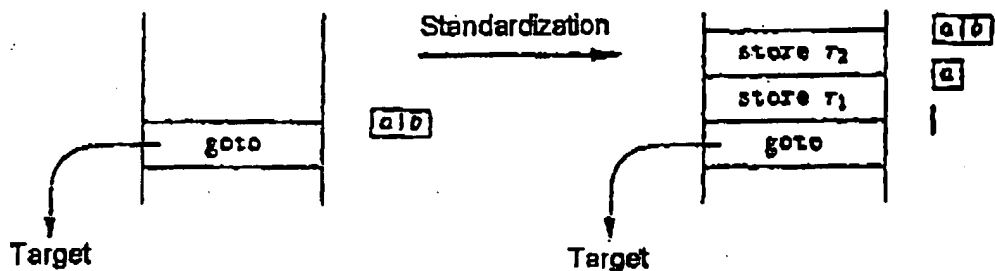 Standardization
a b
goto
Target
store r2
store r1
goto
a b
a
Target